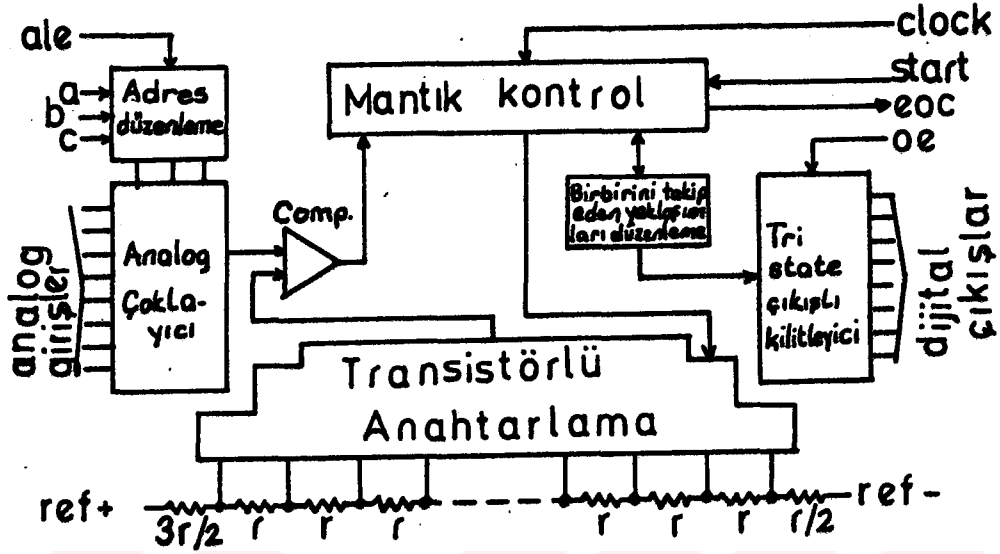 ale
clock
start
eoc
oe
a
b
c
Adres
düzenleme
Mantık kontrol
Birbirini takip
eden yaklaşım
ları düzenleme
Comp.
Analog
Çokla-
yıcı
analog
girişler
Tri
state
çıkışlı
kilitleyici
dijital
çıkışlar
Transistörlü
Anahtarlama
ref+
3r/2
r
r
r
r
r
r
r/2
ref-